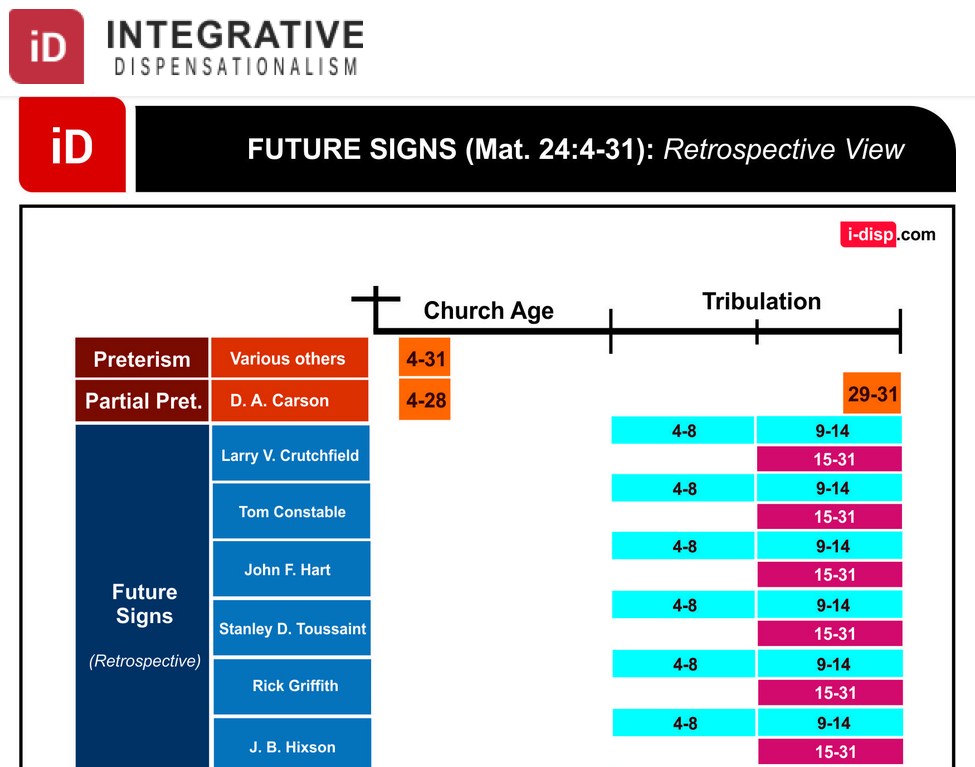 iD
INTEGRATIVE
DISPENSATIONALISM
iD
FUTURE SIGNS (Mat. 24:4-31): Retrospective View
i-disp.com
Church Age
Tribulation
Preterism
Various others
4-31
Partial Pret.
D. A. Carson
4-28
29-31
Future
Signs
(Retrospective)
Larry V. Crutchfield
4-8
9-14
15-31
Tom Constable
4-8
9-14
15-31
John F. Hart
4-8
9-14
15-31
Stanley D. Toussaint
4-8
9-14
15-31
Rick Griffith
4-8
9-14
15-31
J. B. Hixson
4-8
9-14
15-31